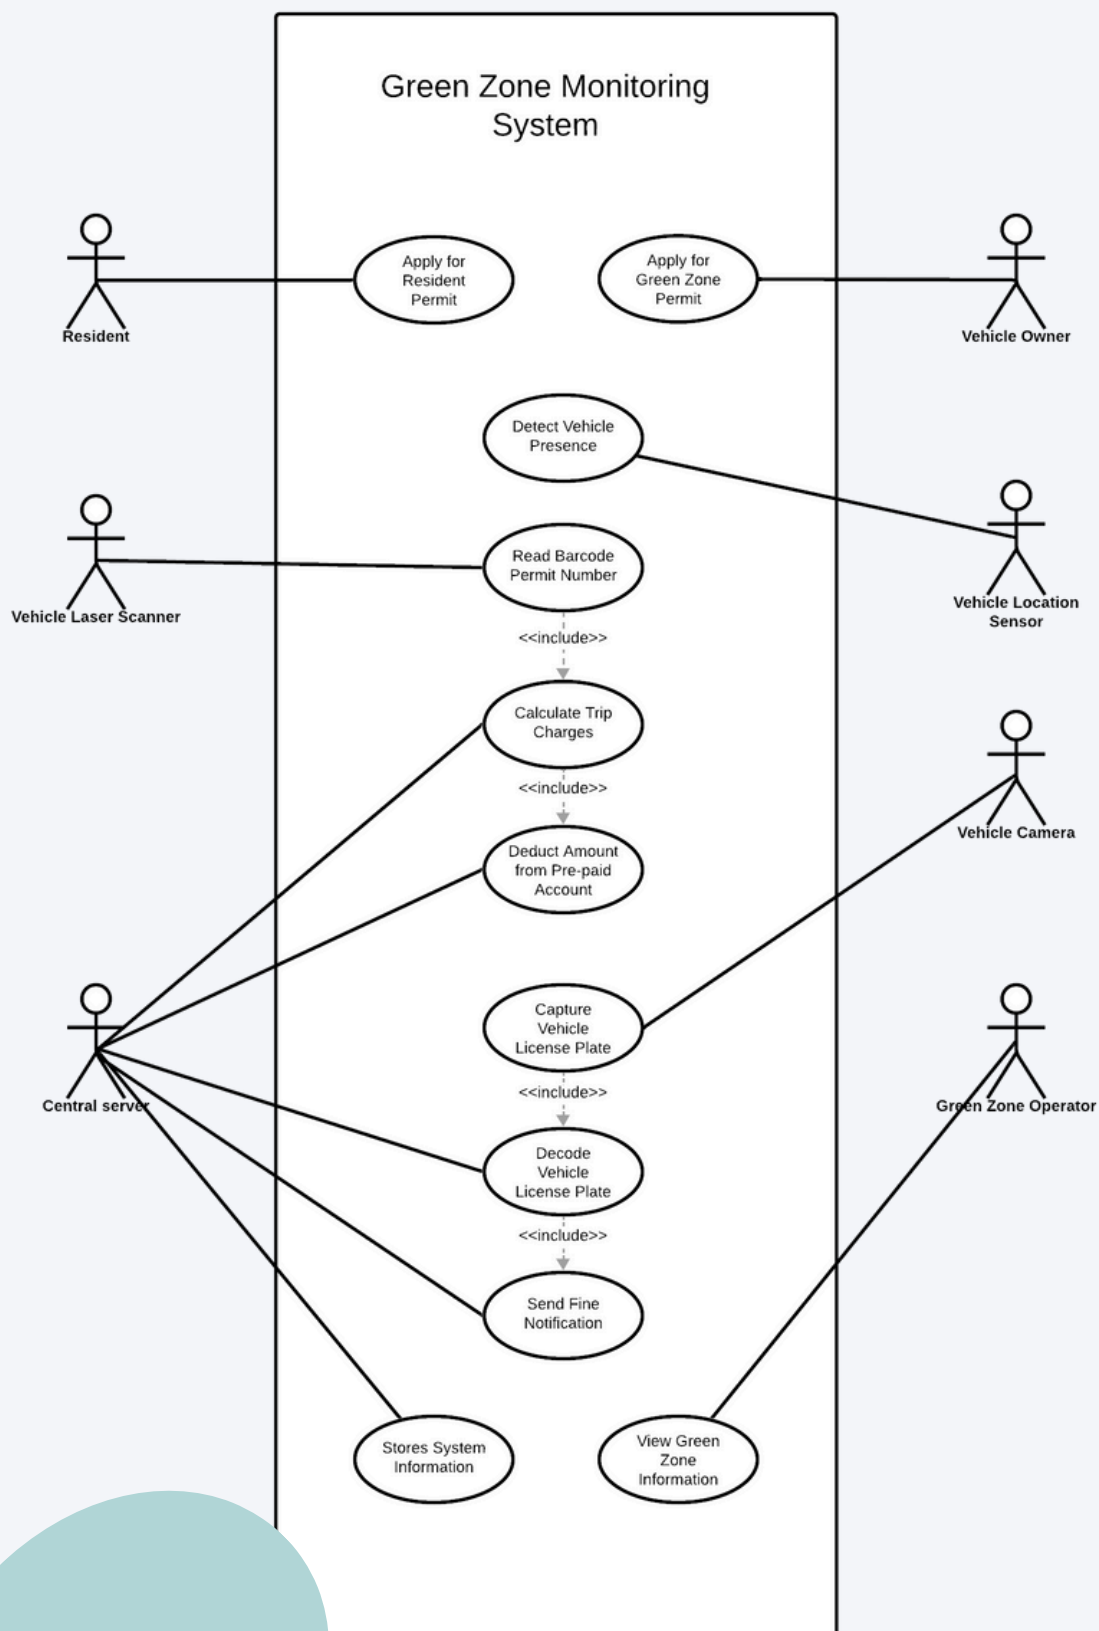 Green Zone Monitoring
System
Apply for
Resident
Permit
Apply for
Green Zone
Permit
Resident
Vehicle Owner
Detect Vehicle
Presence
Read Barcode
Permit Number
Vehicle Laser Scanner
Vehicle Location
Sensor
<<include>>
Calculate Trip
Charges
<<include>>
Vehicle Camera
Deduct Amount
from Pre-paid
Account
Capture
Vehicle
License Plate
<<include>>
Central server
Green Zone Operator
Decode
Vehicle
License Plate
<<include>>
Send Fine
Notification
Stores System
Information
View Green
Zone
Information